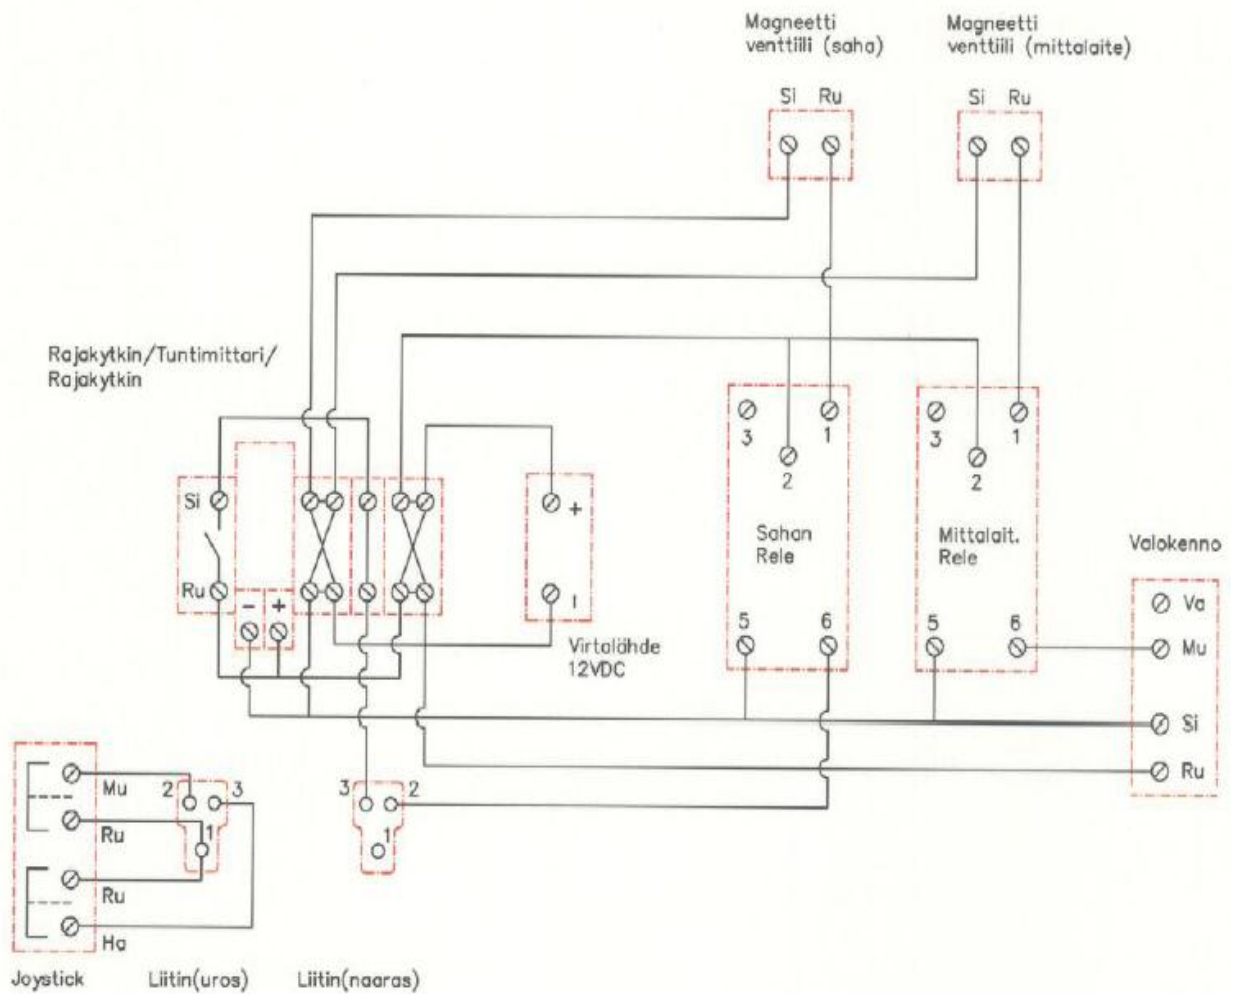 Magneetti
venttiili (saha)
Magneetti
venttiili (mittalaite)
Si Ru
Si Ru
Rajakytkin/Tuntimittari/
Rajakytkin
3
1
2
3
1
2
Si
Ru
- +
+
I
Virtalähde
12VDC
Sahan
Rele
Mittalait.
Rele
5 6
5 6
Valokenno
Va
Mu
Si
Ru
Mu
Ru
Ru
Ha
2 3
1
3 2
1
Joystick
Liitin(uros)
Liitin(naaras)